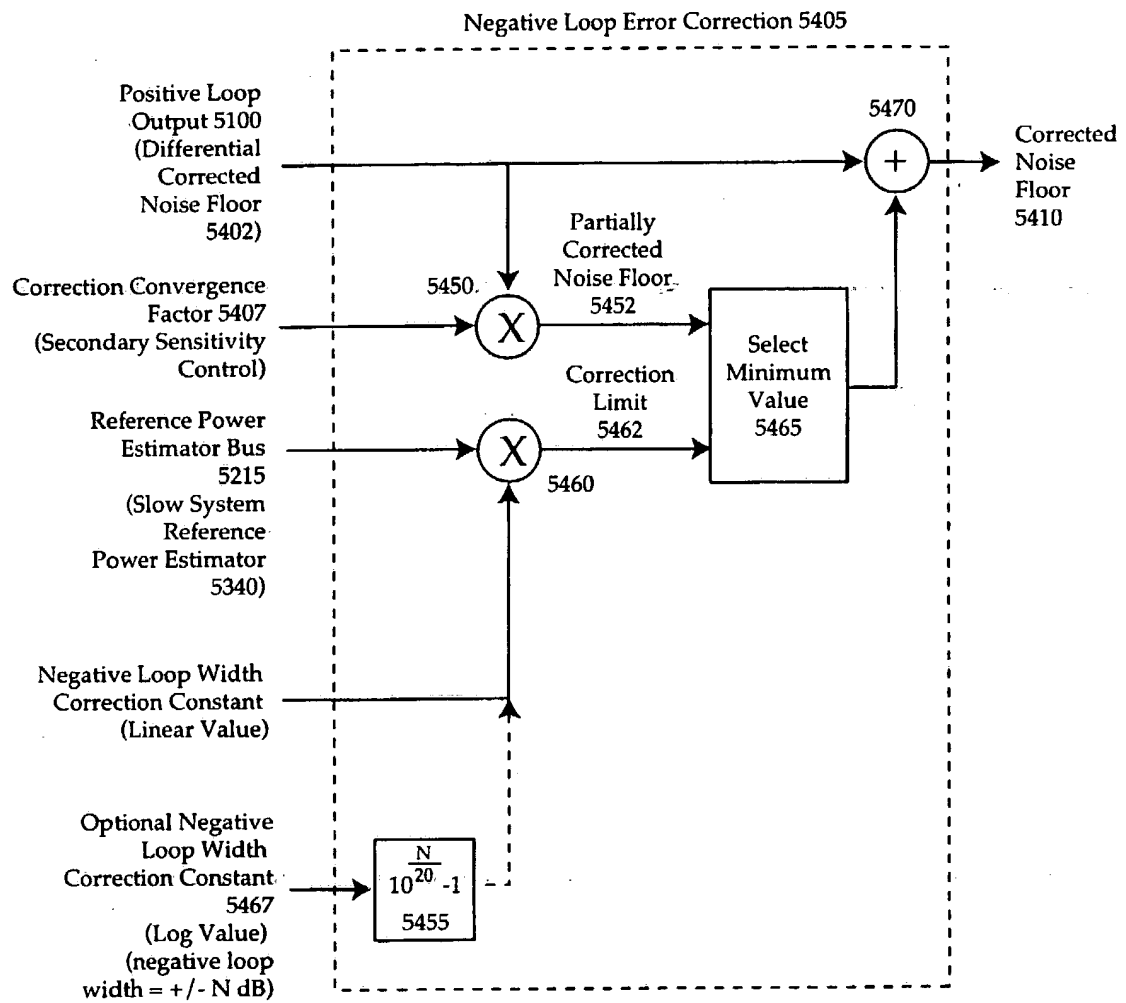 Negative Loop Error Correction 5405
Positive Loop
Output 5100
(Differential
Corrected
Noise Floor
5402)
5470
+
Corrected
Noise
Floor
5410
Partially
Corrected
Noise Floor
5452
Correction Convergence
Factor 5407
(Secondary Sensitivity
Control)
5450
X
Select
Minimum
Value
5465
Correction
Limit
5462
Reference Power
Estimator Bus
5215
(Slow System
Reference
Power Estimator
5340)
X
5460
Negative Loop Width
Correction Constant
(Linear Value)
Optional Negative
Loop Width
Correction Constant
5467
(Log Value)
(negative loop
width = +/- N dB)
N
10 20 -1
5455